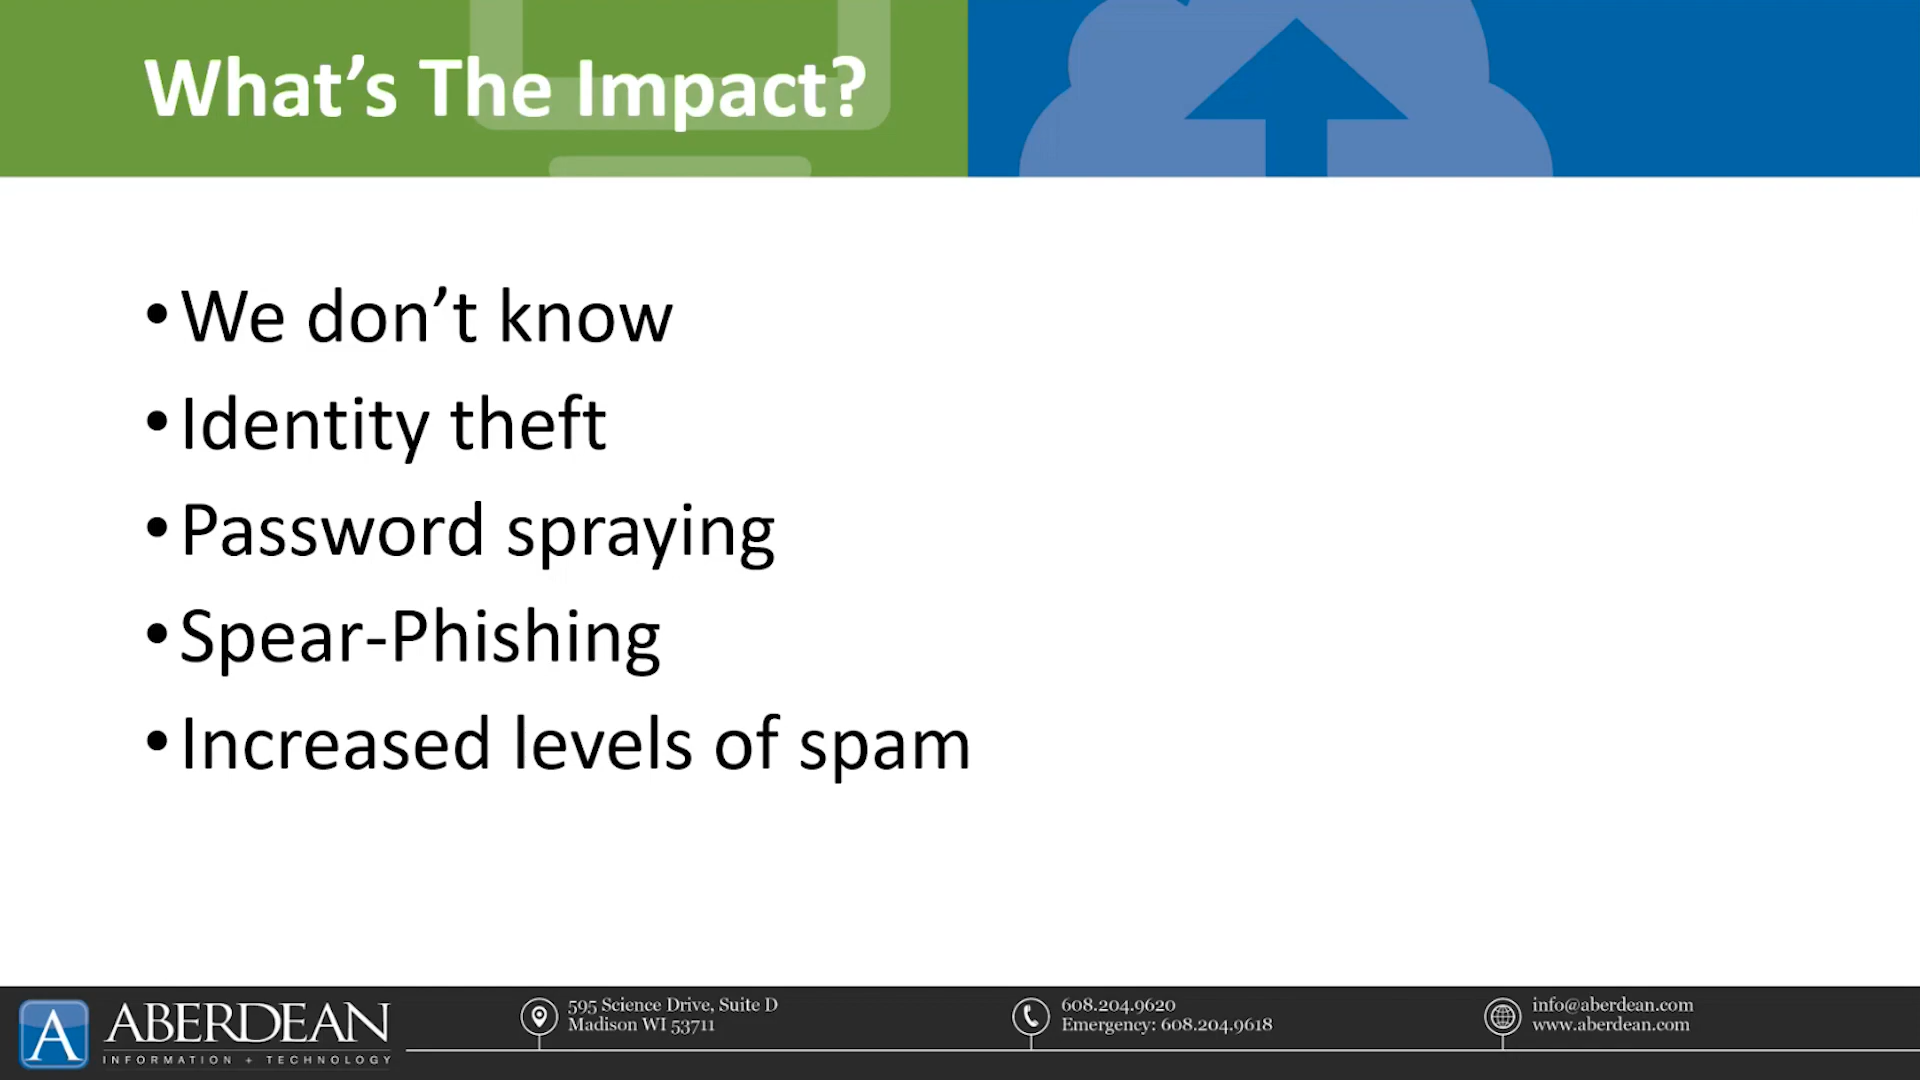 What’s The Impact?
•We don’t know
•Identity theft
•Password spraying
•Spear-Phishing
•Increased levels of spam
A ABERDEAN
INFORMATION + TECHNOLOGY
595 Science Drive, Suite D
Madison WI 53711
608.204.9620
Emergency: 608.204.9618
info@aberdean.com
www.aberdean.com